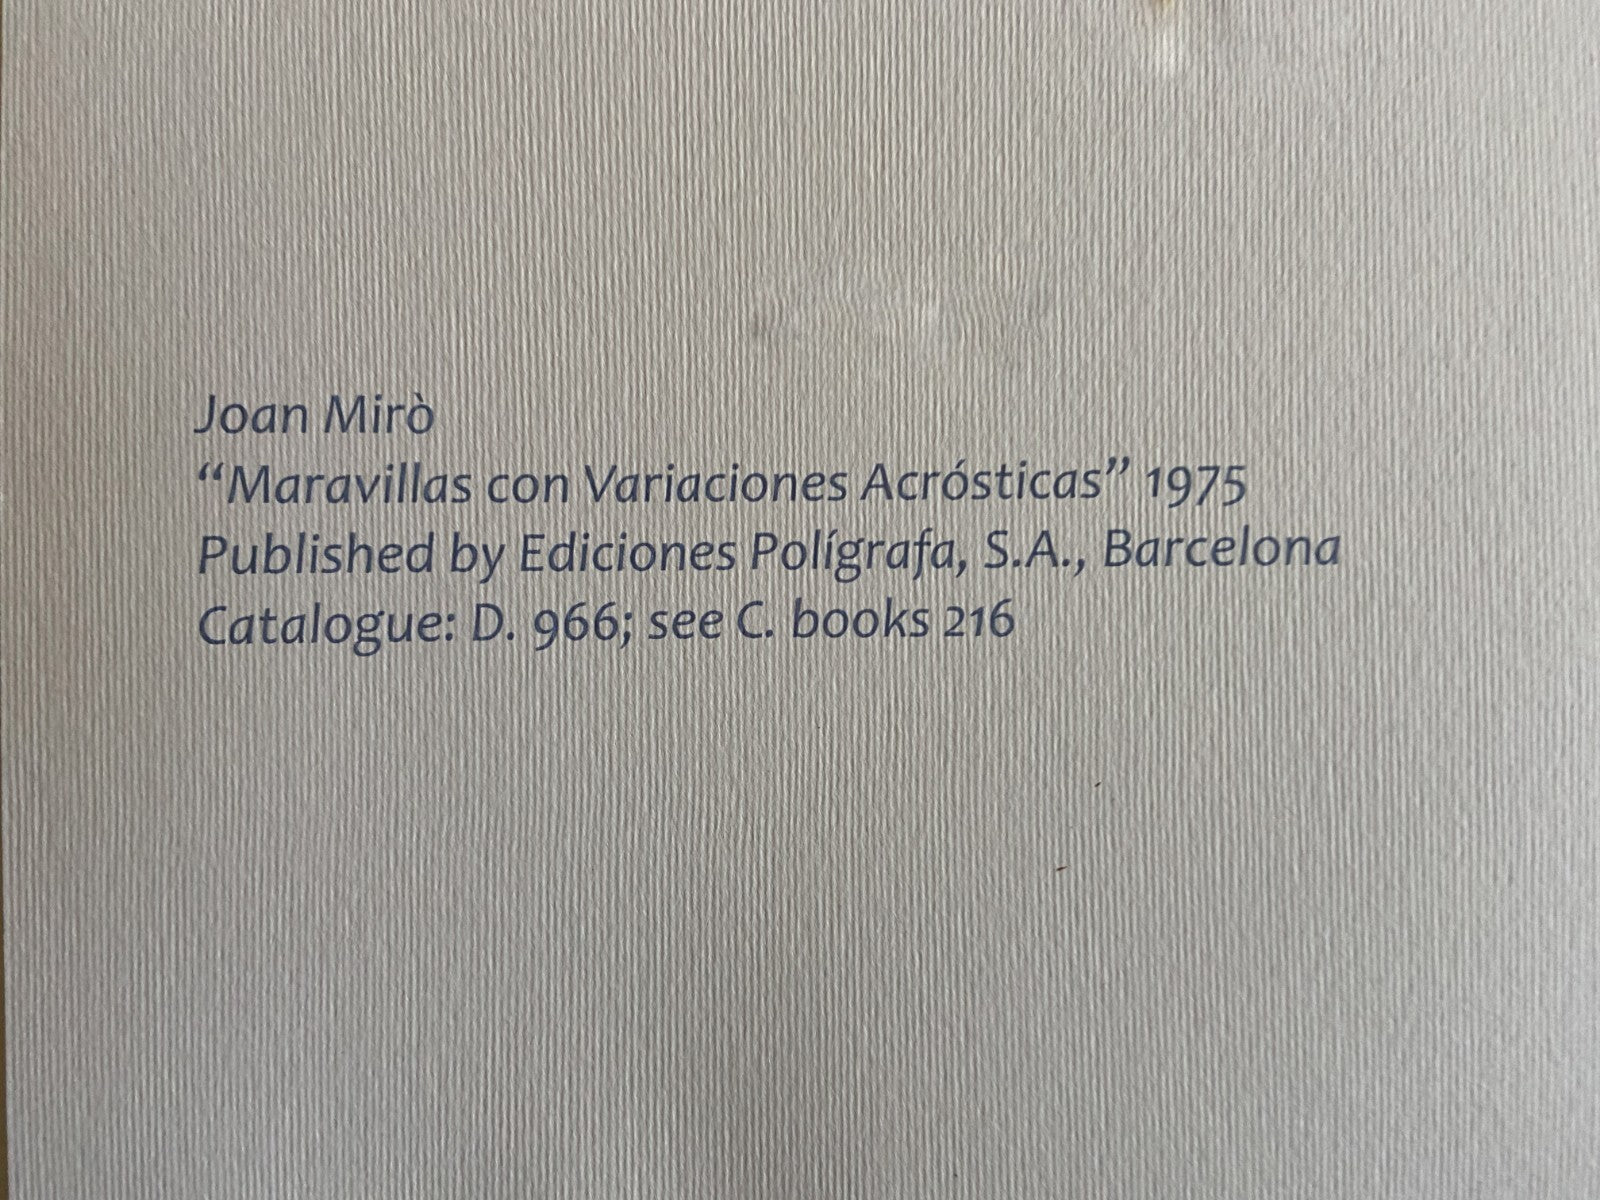 Joan Mirò
“Maravillas con Variaciones Acrósticas” 1975
Published by Ediciones Polígrafa, S.A., Barcelona
Catalogue: D. 966; see C. books 216